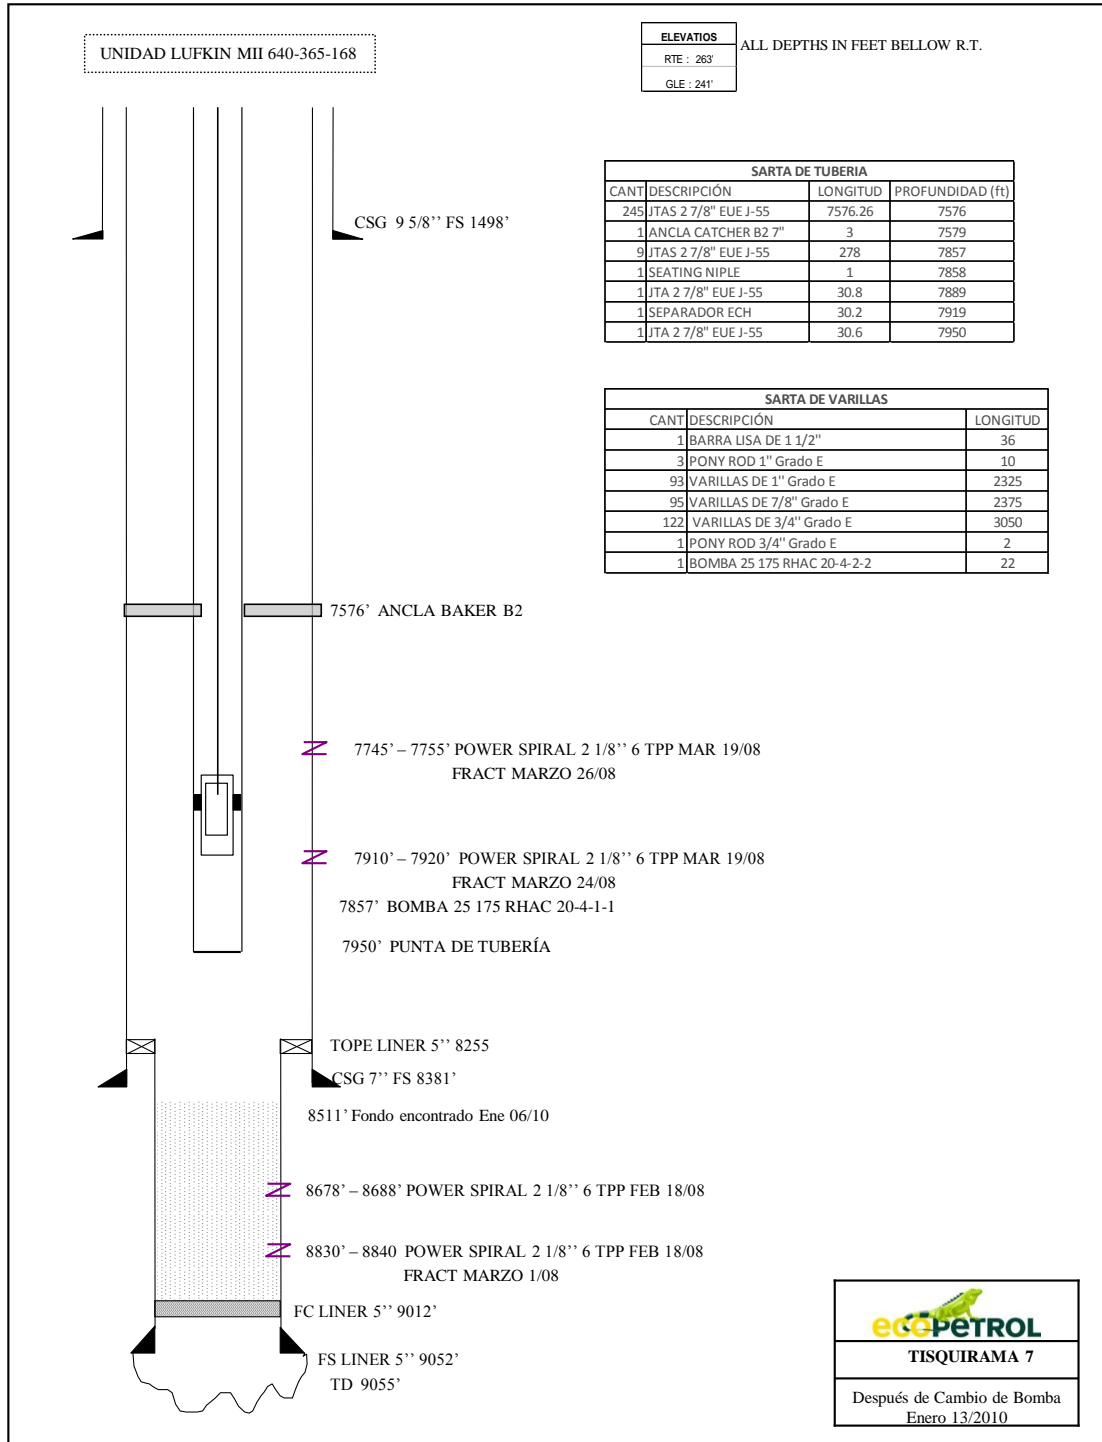 UNIDAD LUFKIN MII 640-365-168
ELEVATIOS
RTE : 263'
GLE : 241'
ALL DEPTHS IN FEET BELLOW R.T.
SARTA DE TUBERIA
CANT DESCRIPCIÓN LONGITUD PROFUNDIDAD (ft)
245 JTAS 2 7/8" EUE J-55 7576.26 7576
1 ANCLA CATCHER B2 7" 3 7579
9 JTAS 2 7/8" EUE J-55 278 7857
1 SEATING NIPLE 1 7858
1 JTA 2 7/8" EUE J-55 30.8 7889
1 SEPARADOR ECH 30.2 7919
1 JTA 2 7/8" EUE J-55 30.6 7950
CSG 9 5/8'' FS 1498'
SARTA DE VARILLAS
CANT DESCRIPCIÓN LONGITUD
1 BARRA LISA DE 1 1/2" 36
3 PONY ROD 1" Grado E 10
93 VARILLAS DE 1" Grado E 2325
95 VARILLAS DE 7/8" Grado E 2375
122 VARILLAS DE 3/4" Grado E 3050
1 PONY ROD 3/4" Grado E 2
1 BOMBA 25 175 RHAC 20-4-2-2 22
7576' ANCLA BAKER B2
7745' – 7755' POWER SPIRAL 2 1/8'' 6 TPP MAR 19/08
FRACT MARZO 26/08
7910' – 7920' POWER SPIRAL 2 1/8'' 6 TPP MAR 19/08
FRACT MARZO 24/08
7857' BOMBA 25 175 RHAC 20-4-1-1
7950' PUNTA DE TUBERÍA
TOPE LINER 5'' 8255
CSG 7'' FS 8381'
8511' Fondo encontrado Ene 06/10
8678' – 8688' POWER SPIRAL 2 1/8'' 6 TPP FEB 18/08
8830' – 8840 POWER SPIRAL 2 1/8'' 6 TPP FEB 18/08
FRACT MARZO 1/08
FC LINER 5'' 9012'
FS LINER 5'' 9052'
TD 9055'
ecoPETROL
TISQUIRAMA 7
Después de Cambio de Bomba
Enero 13/2010